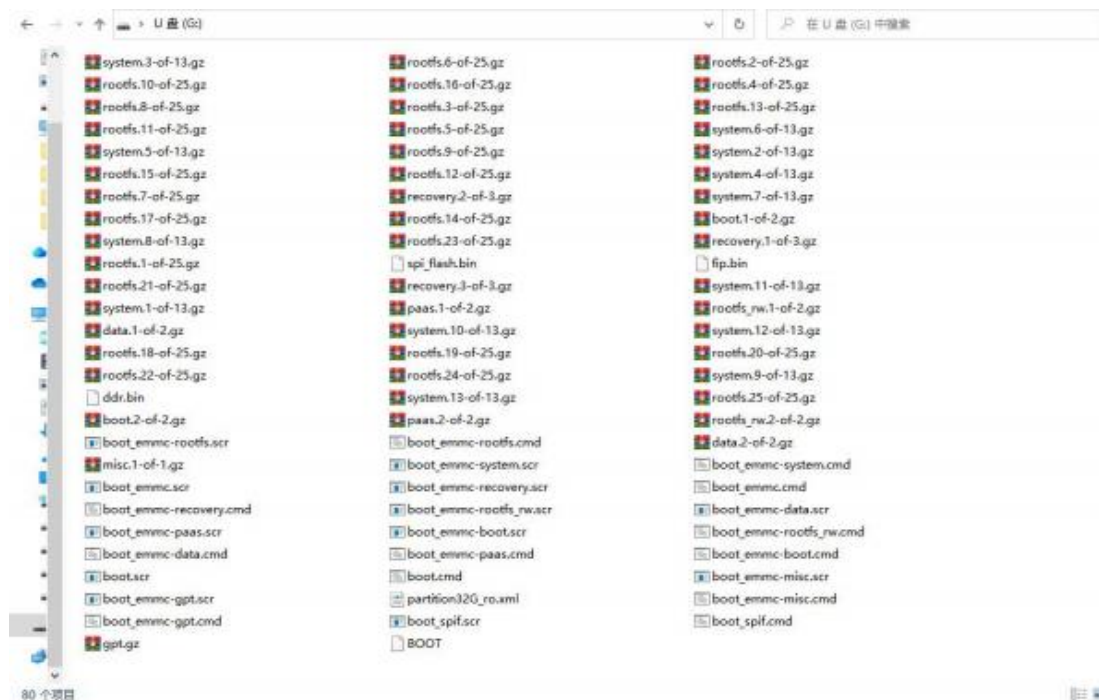 U 盘 (G:)
在 U 盘 (G:) 中搜索
system.3-of-13.gz rootfs.6-of-25.gz rootfs.2-of-25.gz
rootfs.10-of-25.gz rootfs.16-of-25.gz rootfs.4-of-25.gz
rootfs.8-of-25.gz rootfs.3-of-25.gz rootfs.13-of-25.gz
rootfs.11-of-25.gz rootfs.5-of-25.gz system.6-of-13.gz
system.5-of-13.gz rootfs.9-of-25.gz system.2-of-13.gz
rootfs.15-of-25.gz rootfs.12-of-25.gz system.4-of-13.gz
rootfs.7-of-25.gz recovery.2-of-3.gz system.7-of-13.gz
rootfs.17-of-25.gz rootfs.14-of-25.gz boot.1-of-2.gz
system.8-of-13.gz rootfs.23-of-25.gz recovery.1-of-3.gz
rootfs.1-of-25.gz spi_flash.bin fip.bin
rootfs.21-of-25.gz recovery.3-of-3.gz system.11-of-13.gz
system.1-of-13.gz paas.1-of-2.gz rootfs_rw.1-of-2.gz
data.1-of-2.gz system.10-of-13.gz system.12-of-13.gz
rootfs.18-of-25.gz rootfs.19-of-25.gz rootfs.20-of-25.gz
rootfs.22-of-25.gz rootfs.24-of-25.gz system.9-of-13.gz
ddr.bin system.13-of-13.gz rootfs.25-of-25.gz
boot.2-of-2.gz paas.2-of-2.gz rootfs_rw.2-of-2.gz
boot_emmc-rootfs.scr boot_emmc-rootfs.cmd data.2-of-2.gz
misc.1-of-1.gz boot_emmc-system.scr boot_emmc-system.cmd
boot_emmc.scr boot_emmc-recovery.scr boot_emmc.cmd
boot_emmc-recovery.cmd boot_emmc-rootfs_rw.scr boot_emmc-data.scr
boot_emmc-paas.scr boot_emmc-boot.scr boot_emmc-rootfs_rw.cmd
boot_emmc-data.cmd boot_emmc-paas.cmd boot_emmc-boot.cmd
boot.scr boot.cmd boot_emmc-misc.scr
boot_emmc-gpt.scr partition32G_ro.xml boot_emmc-misc.cmd
boot_emmc-gpt.cmd boot_spif.scr boot_spif.cmd
gpt.gz BOOT
80 个项目